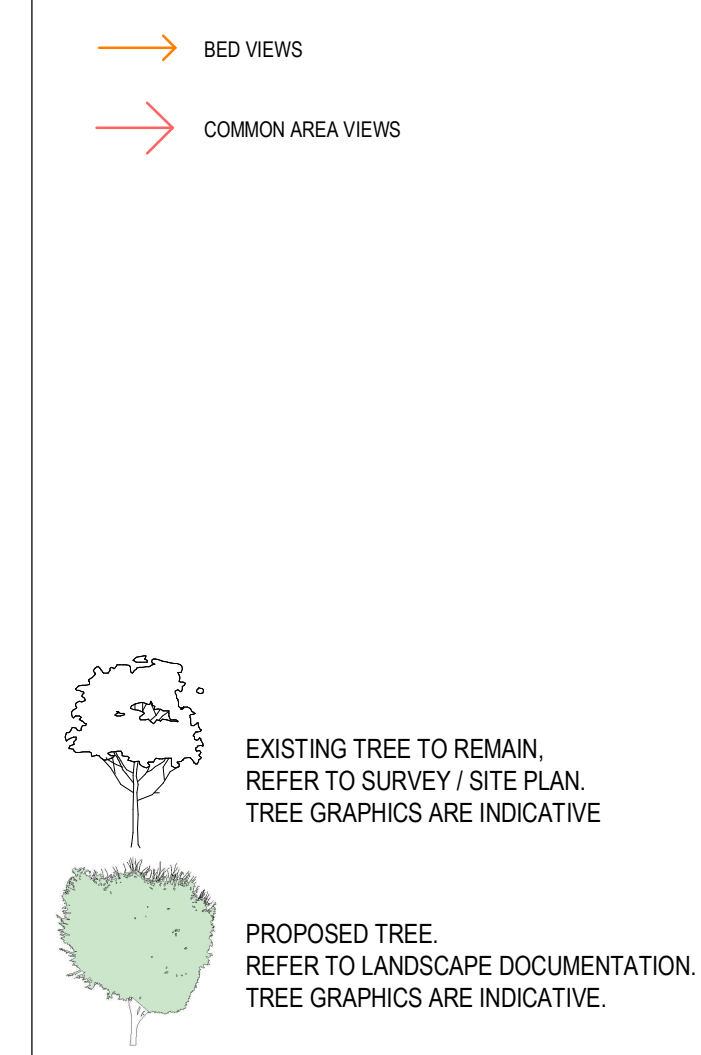 BED VIEWS
COMMON AREA VIEWS
EXISTING TREE TO REMAIN,
REFER TO SURVEY / SITE PLAN.
TREE GRAPHICS ARE INDICATIVE
PROPOSED TREE.
REFER TO LANDSCAPE DOCUMENTATION.
TREE GRAPHICS ARE INDICATIVE.